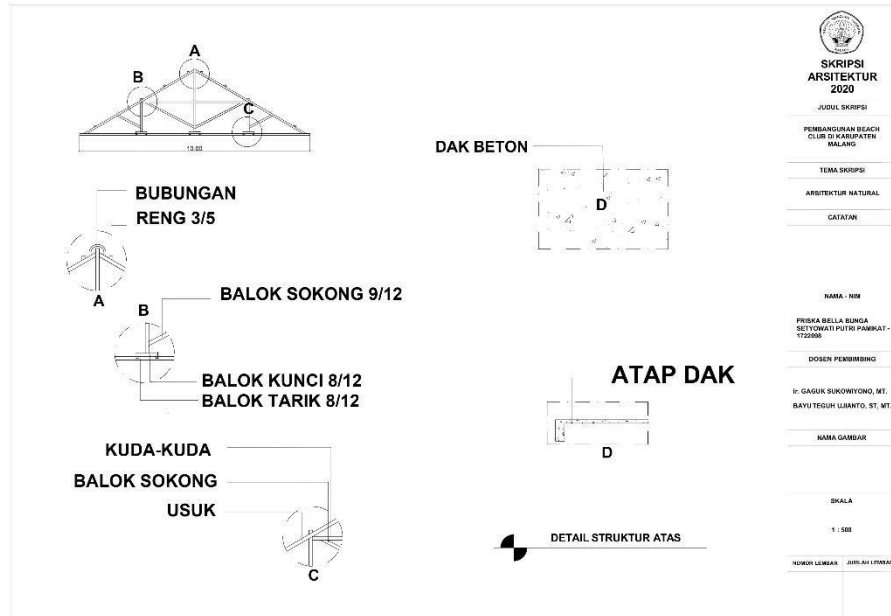 A
B
C
10.00
BUBUNGAN
RENG 3/5
A
B
BALOK SOKONG 9/12
BALOK KUNCI 8/12
BALOK TARIK 8/12
KUDA-KUDA
BALOK SOKONG
USUK
C
DAK BETON
D
ATAP DAK
D
DETAIL STRUKTUR ATAS
SKRIPSI
ARSITEKTUR
2020
JUDUL SKRIPSI
PEMBANGUNAN BEACH
CLUB DI KABUPATEN
MALANG
TEMA SKRIPSI
ARSITEKTUR NATURAL
CATATAN
NAMA - NIM
FRISKA BELLA BUNGA
SETYOWATI PUTRI PAMIKAT -
1722098
DOSEN PEMBIMBING
Ir. GAGUK SUKOWIYONO, MT.
BAYU TEGUH UJIANTO, ST, MT.
NAMA GAMBAR
SKALA
1 : 500
NOMOR LEMBAR
JUMLAH LEMBAR